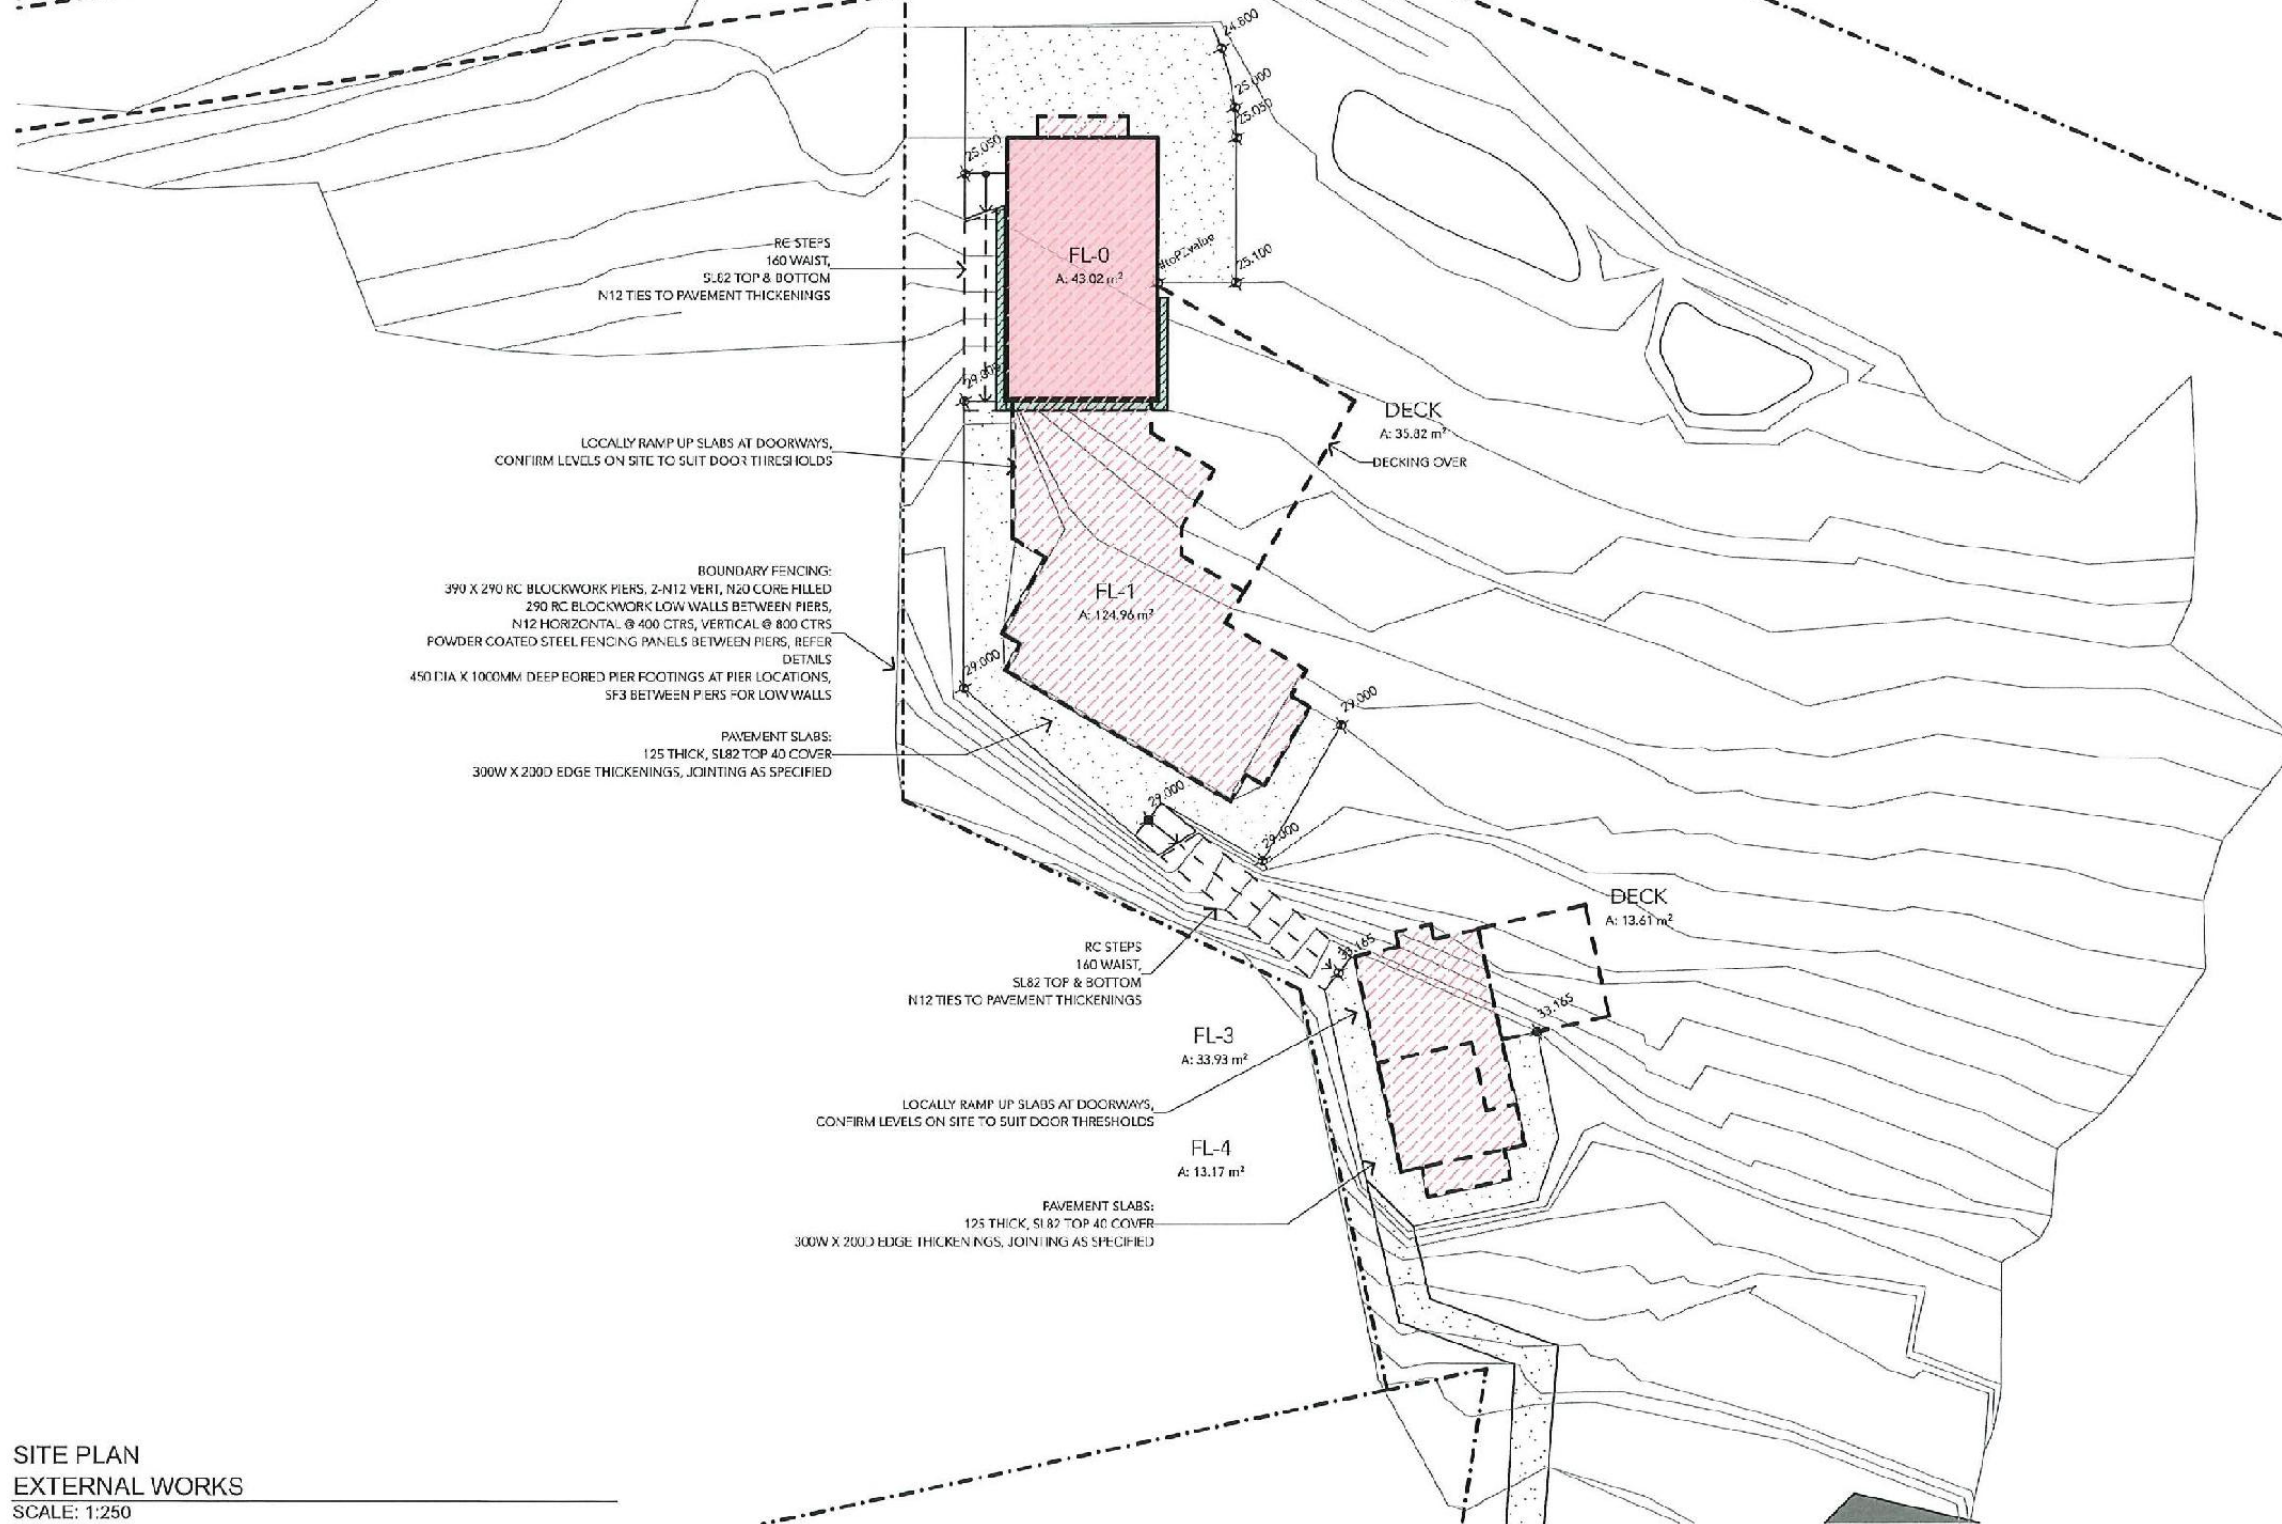 24.800
25.000
25.050
25.050
RC STEPS
160 WAIST,
SL82 TOP & BOTTOM
N12 TIES TO PAVEMENT THICKENINGS
FL-0
A: 43.02 m²
#toPZvalue
25.100
29.000
DECK
A: 35.82 m²
DECKING OVER
LOCALLY RAMP UP SLABS AT DOORWAYS,
CONFIRM LEVELS ON SITE TO SUIT DOOR THRESHOLDS
BOUNDARY FENCING:
390 X 290 RC BLOCKWORK PIERS, 2-N12 VERT, N20 CORE FILLED
290 RC BLOCKWORK LOW WALLS BETWEEN PIERS,
N12 HORIZONTAL @ 400 CTRS, VERTICAL @ 800 CTRS
POWDER COATED STEEL FENCING PANELS BETWEEN PIERS, REFER
DETAILS
450 DIA X 1000MM DEEP BORED PIER FOOTINGS AT PIER LOCATIONS,
SF3 BETWEEN PIERS FOR LOW WALLS
FL-1
A: 124.96 m²
29.000
29.000
PAVEMENT SLABS:
125 THICK, SL82 TOP 40 COVER
300W X 200D EDGE THICKENINGS, JOINTING AS SPECIFIED
29.000
29.000
DECK
A: 13.61 m²
RC STEPS
160 WAIST,
SL82 TOP & BOTTOM
N12 TIES TO PAVEMENT THICKENINGS
33.165
33.165
FL-3
A: 33.93 m²
LOCALLY RAMP UP SLABS AT DOORWAYS,
CONFIRM LEVELS ON SITE TO SUIT DOOR THRESHOLDS
FL-4
A: 13.17 m²
PAVEMENT SLABS:
125 THICK, SL82 TOP 40 COVER
300W X 200D EDGE THICKENINGS, JOINTING AS SPECIFIED
SITE PLAN
EXTERNAL WORKS
SCALE: 1:250